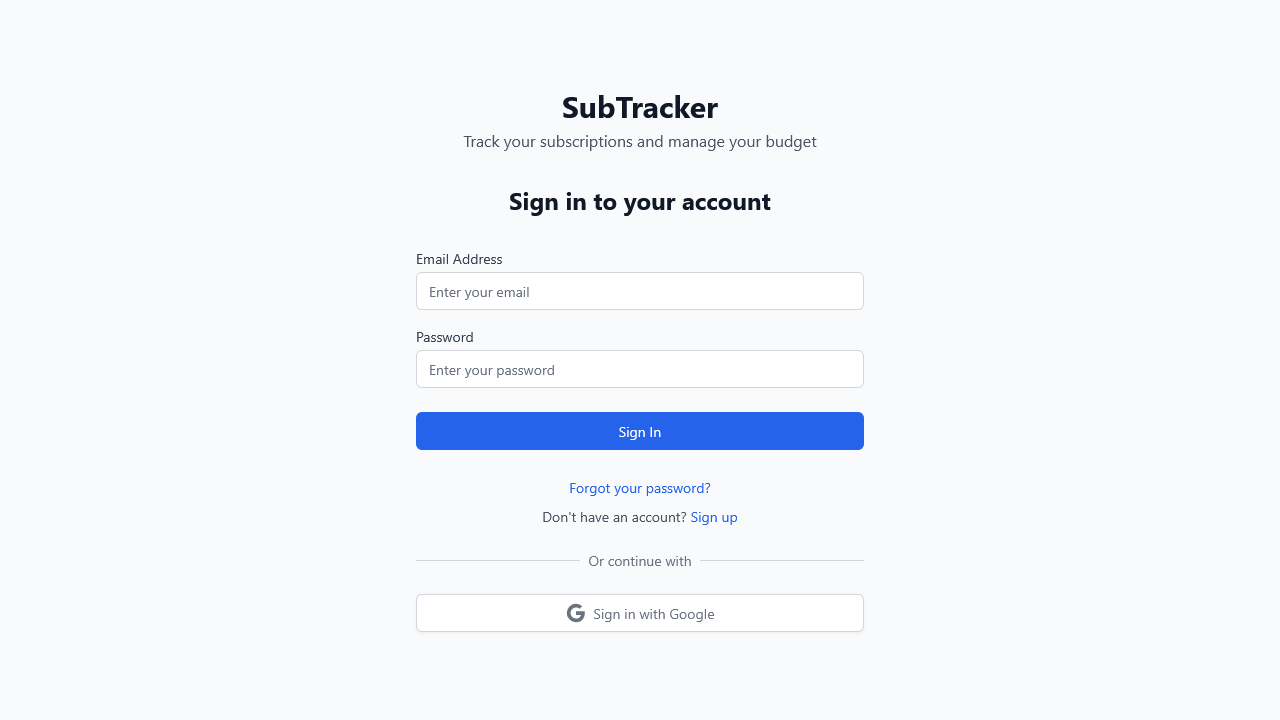 SubTracker
Track your subscriptions and manage your budget
Sign in to your account
Email Address
Enter your email
Password
Enter your password
Sign In
Forgot your password?
Don't have an account? Sign up
Or continue with
Sign in with Google